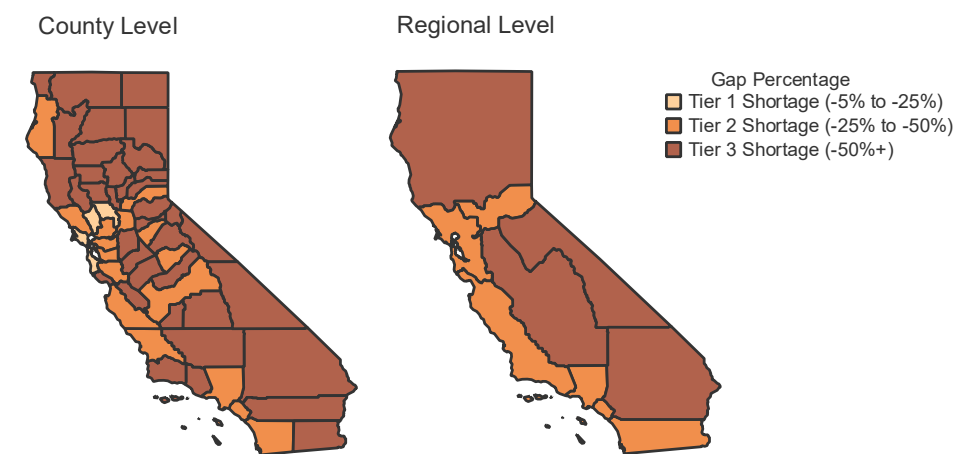 County Level
Regional Level
Gap Percentage
Tier 1 Shortage (-5% to -25%)
Tier 2 Shortage (-25% to -50%)
Tier 3 Shortage (-50%+)